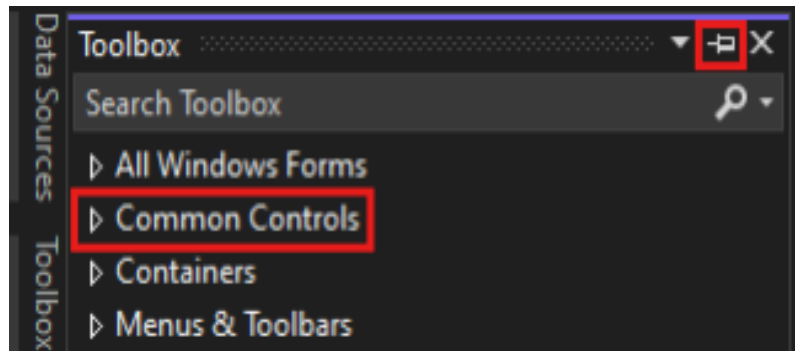 Data Sources
Toolbox
Toolbox
Search Toolbox
All Windows Forms
Common Controls
Containers
Menus & Toolbars